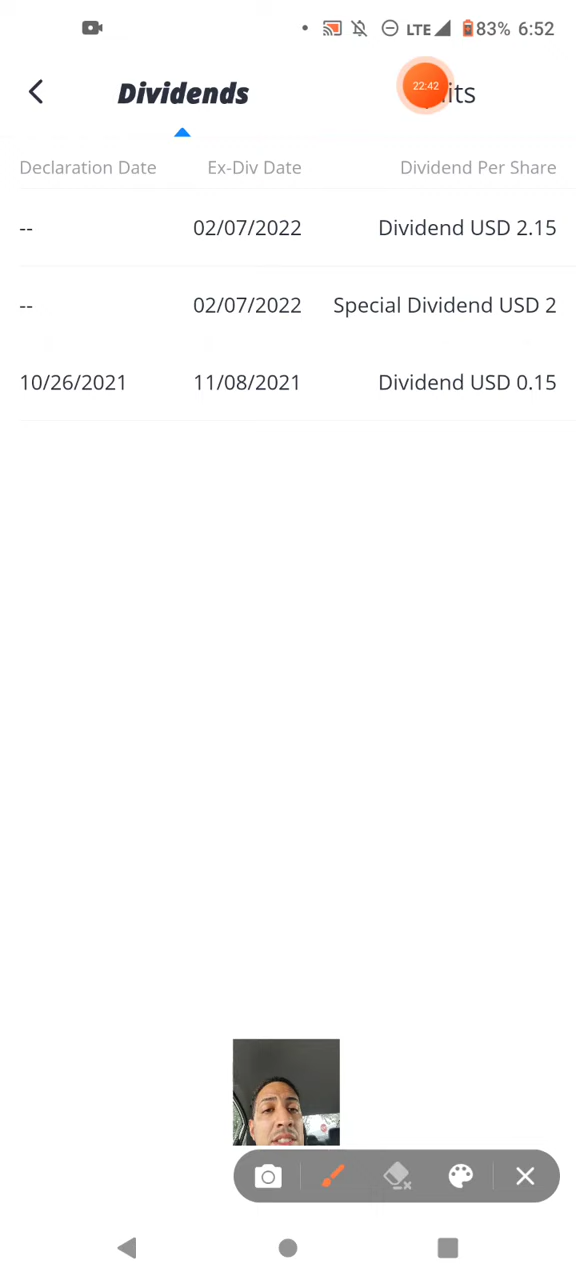 LTE 83% 6:52
Dividends its
22:42
Declaration Date Ex-Div Date Dividend Per Share
-- 02/07/2022 Dividend USD 2.15
-- 02/07/2022 Special Dividend USD 2
10/26/2021 11/08/2021 Dividend USD 0.15